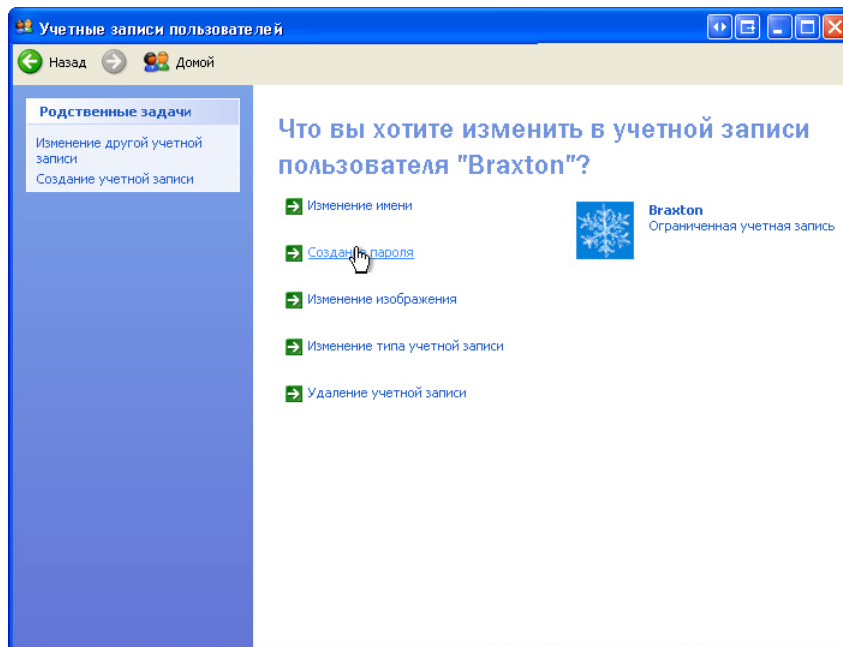 Учетные записи пользователей
Назад
Домой
Родственные задачи
Изменение другой учетной
записи
Создание учетной записи
Что вы хотите изменить в учетной записи
пользователя "Braxton"?
Изменение имени
Braxton
Ограниченная учетная запись
Создание пароля
Изменение изображения
Изменение типа учетной записи
Удаление учетной записи